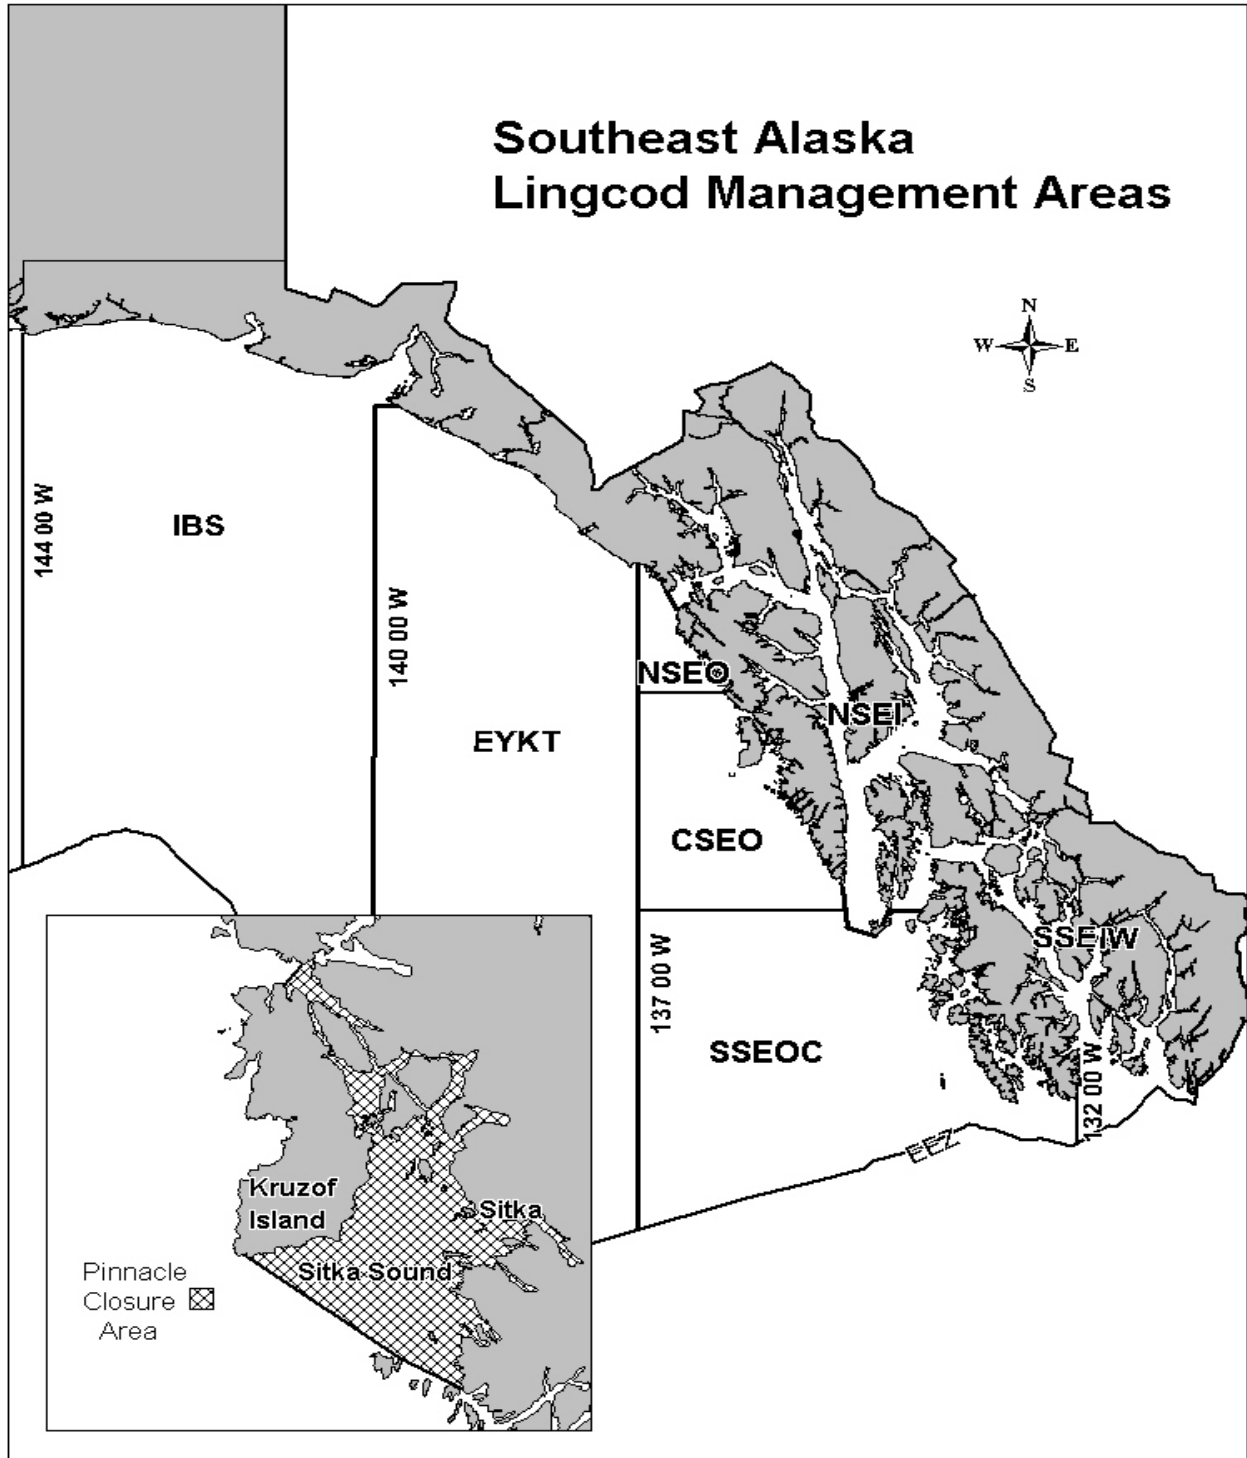 Southeast Alaska
Lingcod Management Areas
N
W E
S
144 00 W
IBS
140 00 W
EYKT
NSEO
NSEI
CSEO
137 00 W
SSEIW
SSEOC
132 00 W
EEZ
Kruzof
Island
Sitka
Sitka Sound
Pinnacle
Closure
Area